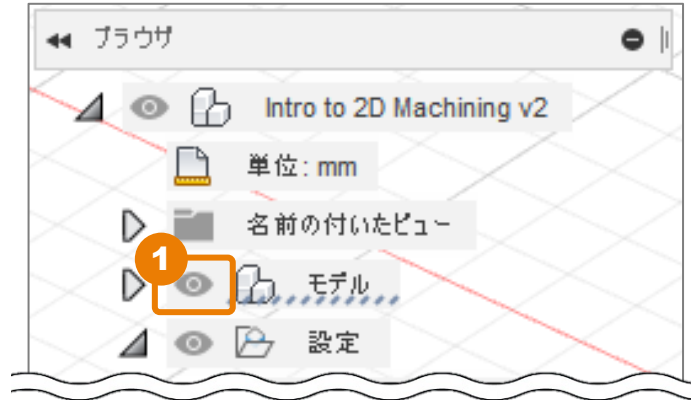 ブラウザ
Intro to 2D Machining v2
単位: mm
名前の付いたビュー
1
モデル
設定